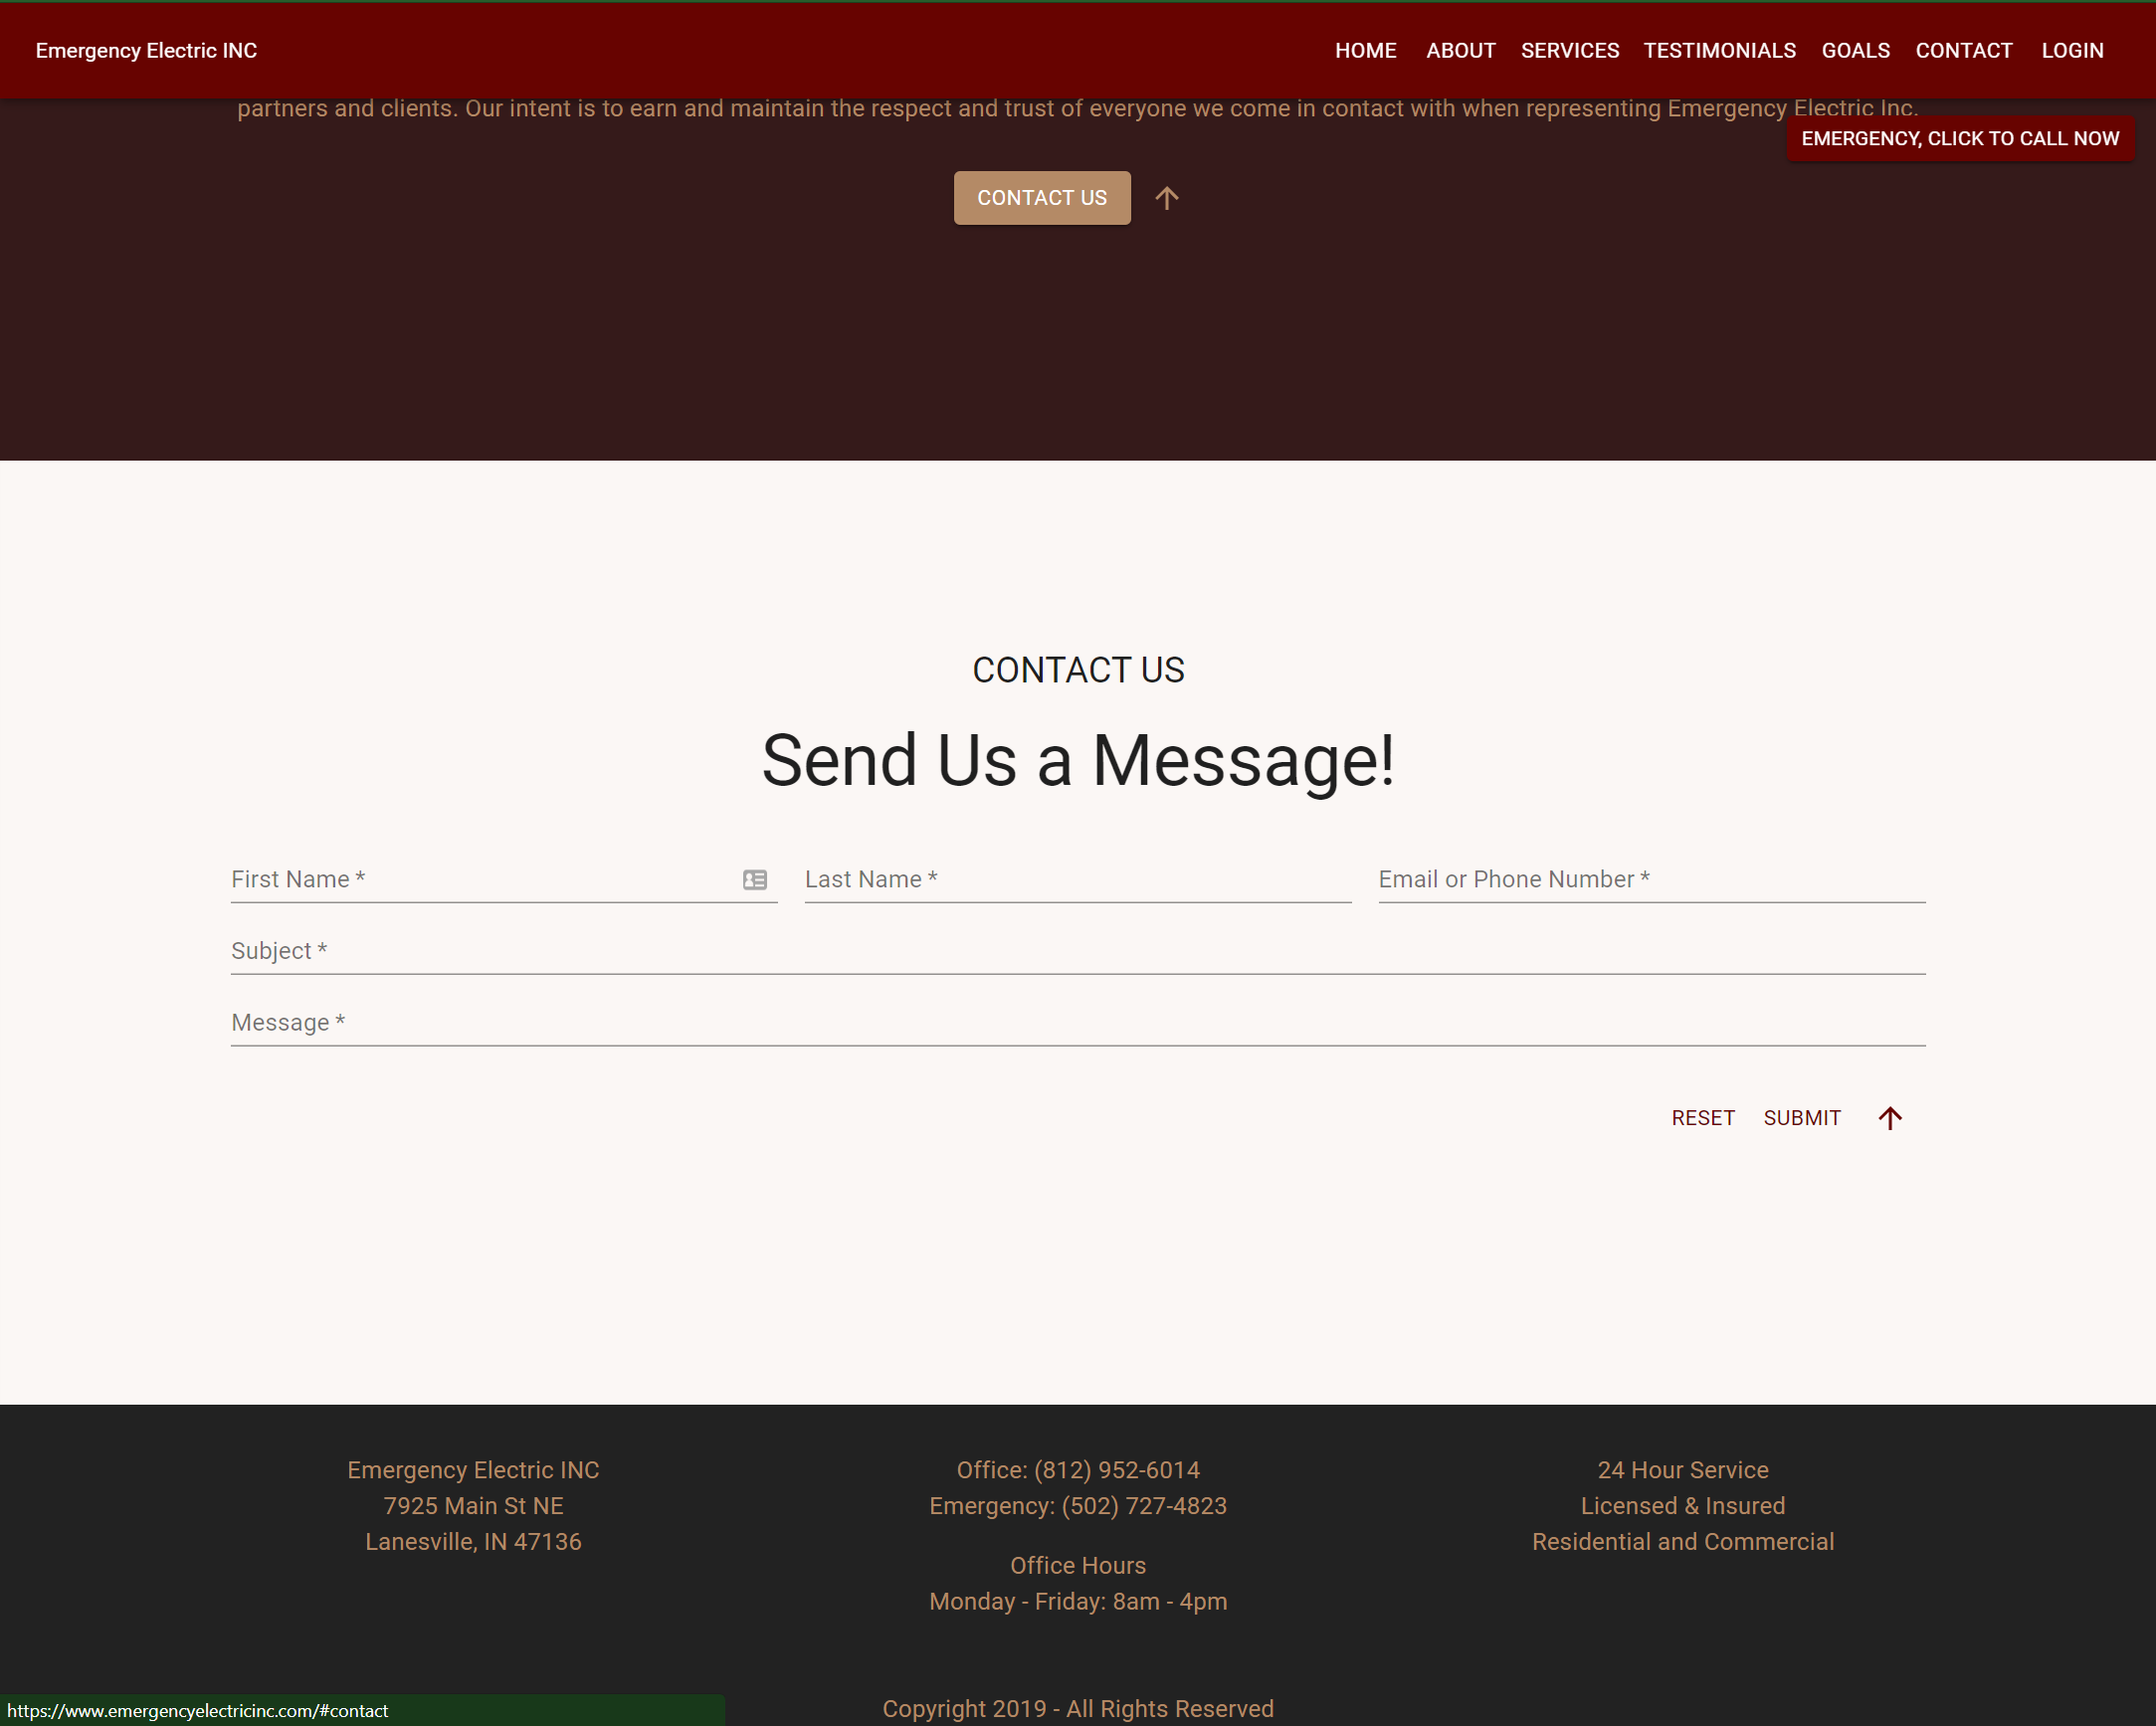 Emergency Electric INC
HOME ABOUT SERVICES TESTIMONIALS GOALS CONTACT LOGIN
partners and clients. Our intent is to earn and maintain the respect and trust of everyone we come in contact with when representing Emergency Electric Inc.
EMERGENCY, CLICK TO CALL NOW
CONTACT US
CONTACT US
Send Us a Message!
First Name * Last Name * Email or Phone Number *
Subject *
Message *
RESET SUBMIT
Emergency Electric INC
7925 Main St NE
Lanesville, IN 47136
Office: (812) 952-6014
Emergency: (502) 727-4823
Office Hours
Monday - Friday: 8am - 4pm
24 Hour Service
Licensed & Insured
Residential and Commercial
Copyright 2019 - All Rights Reserved
https://www.emergencyelectricinc.com/#contact